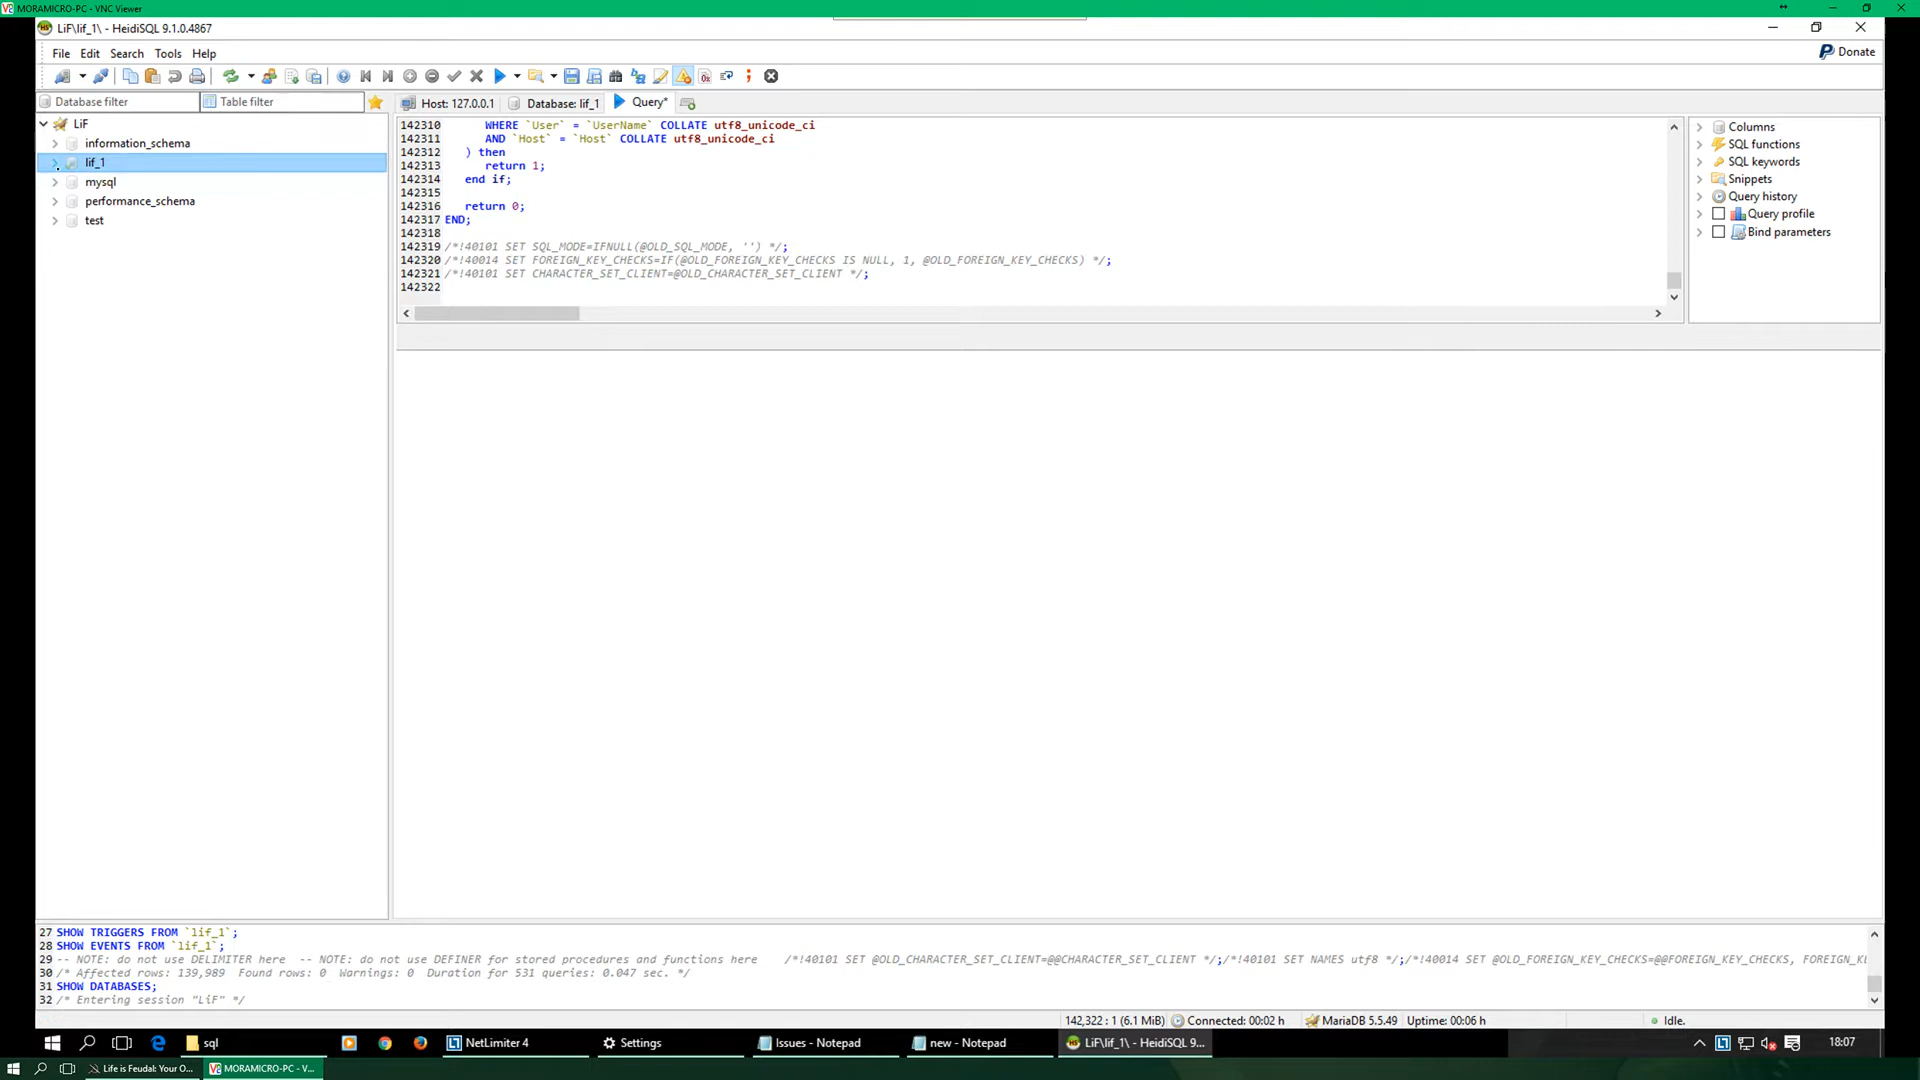 MORAMICRO-PC - VNC Viewer
LiF\lif_1\ - HeidiSQL 9.1.0.4867
File Edit Search Tools Help
Donate
Database filter
Table filter
Host: 127.0.0.1
Database: lif_1
Query*
LiF
information_schema
lif_1
mysql
performance_schema
test
142310 WHERE `User` = `UserName` COLLATE utf8_unicode_ci
142311 AND `Host` = `Host` COLLATE utf8_unicode_ci
142312 ) then
142313 return 1;
142314 end if;
142315
142316 return 0;
142317 END;
142318
142319 /*!40101 SET SQL_MODE=IFNULL(@OLD_SQL_MODE, '') */;
142320 /*!40014 SET FOREIGN_KEY_CHECKS=IF(@OLD_FOREIGN_KEY_CHECKS IS NULL, 1, @OLD_FOREIGN_KEY_CHECKS) */;
142321 /*!40101 SET CHARACTER_SET_CLIENT=@OLD_CHARACTER_SET_CLIENT */;
142322
Columns
SQL functions
SQL keywords
Snippets
Query history
Query profile
Bind parameters
27 SHOW TRIGGERS FROM `lif_1`;
28 SHOW EVENTS FROM `lif_1`;
29 -- NOTE: do not use DELIMITER here -- NOTE: do not use DEFINER for stored procedures and functions here /*!40101 SET @OLD_CHARACTER_SET_CLIENT=@@CHARACTER_SET_CLIENT */;/*!40101 SET NAMES utf8 */;/*!40014 SET @OLD_FOREIGN_KEY_CHECKS=@@FOREIGN_KEY_CHECKS, FOREIGN_KE
30 /* Affected rows: 139,989 Found rows: 0 Warnings: 0 Duration for 531 queries: 0.047 sec. */
31 SHOW DATABASES;
32 /* Entering session "LiF" */
142,322 : 1 (6.1 MiB)
Connected: 00:02 h
MariaDB 5.5.49
Uptime: 00:06 h
Idle.
sql
NetLimiter 4
Settings
Issues - Notepad
new - Notepad
LiF\lif_1\ - HeidiSQL 9...
18:07
Life is Feudal: Your O...
MORAMICRO-PC - V...